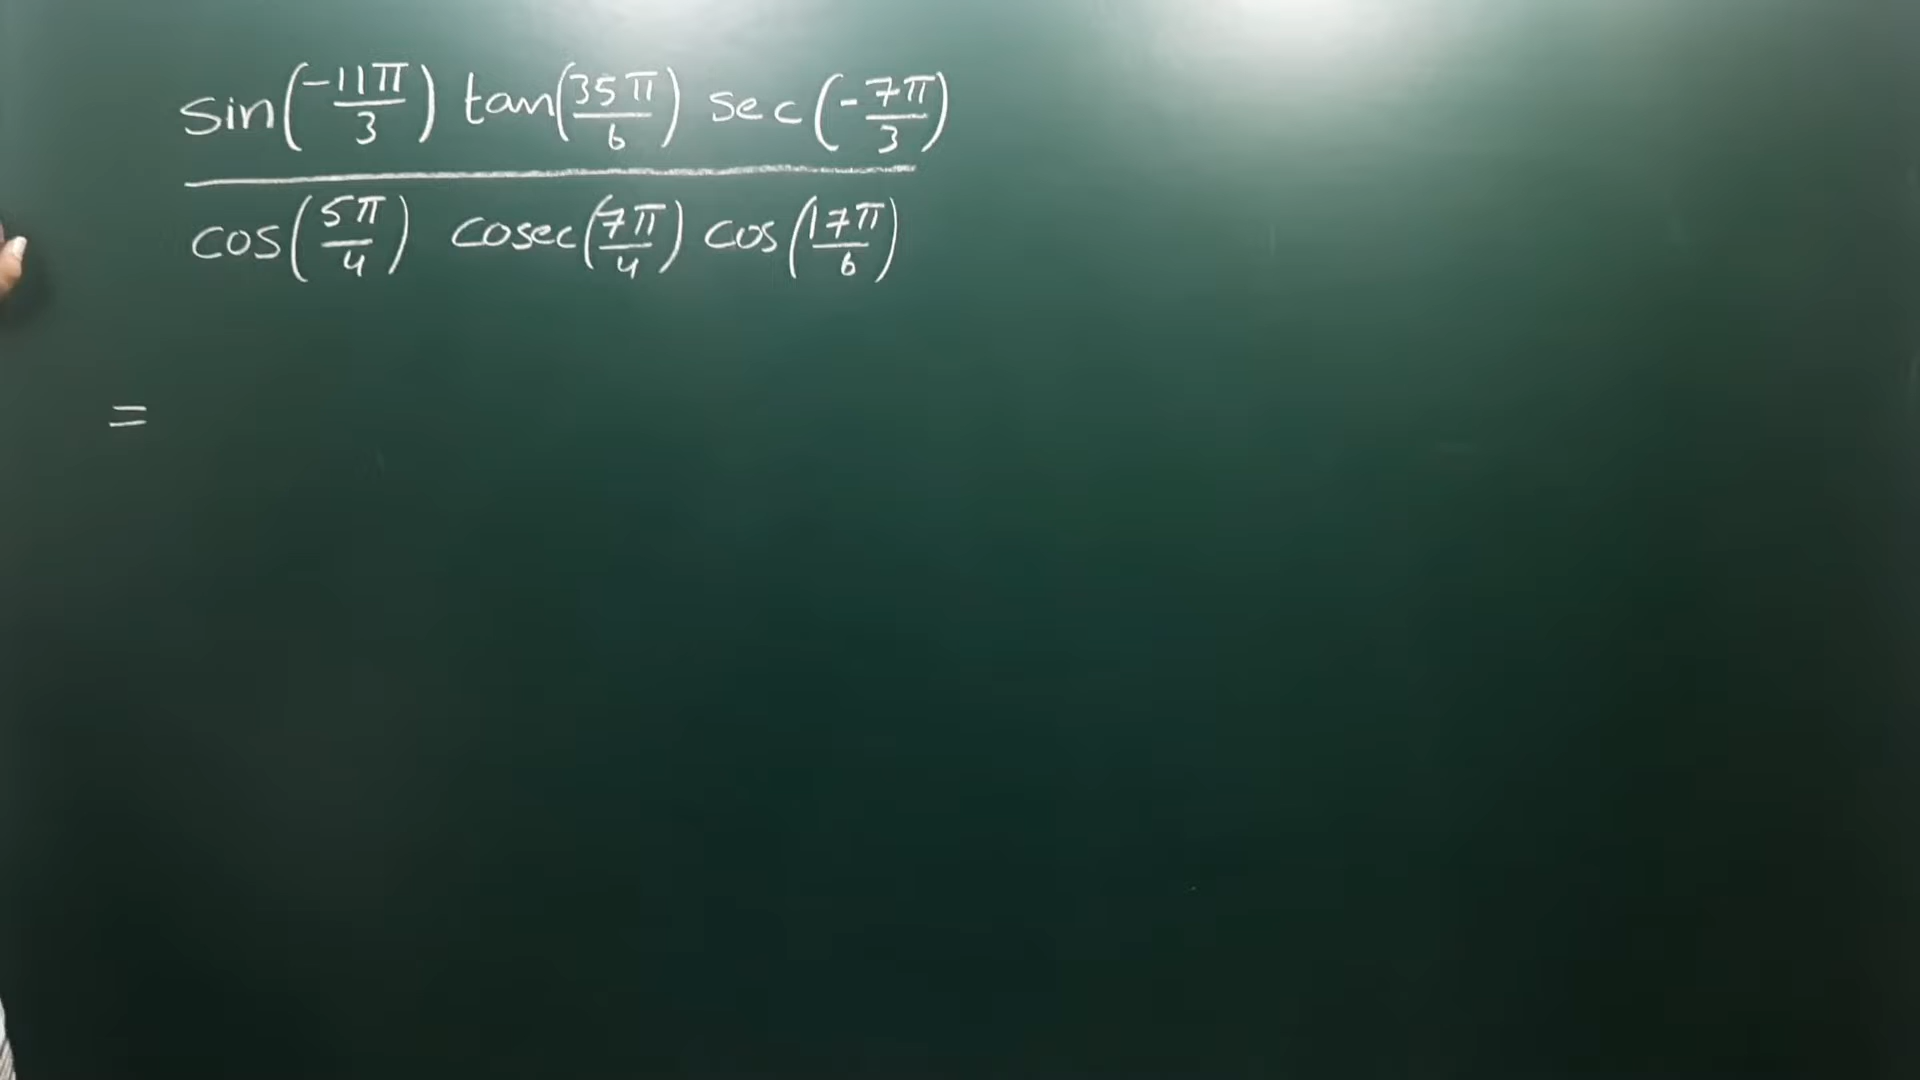 sin(-11π/3) tan(35π/6) sec(-7π/3)
cos(5π/4) cosec(7π/4) cos(17π/6)
=